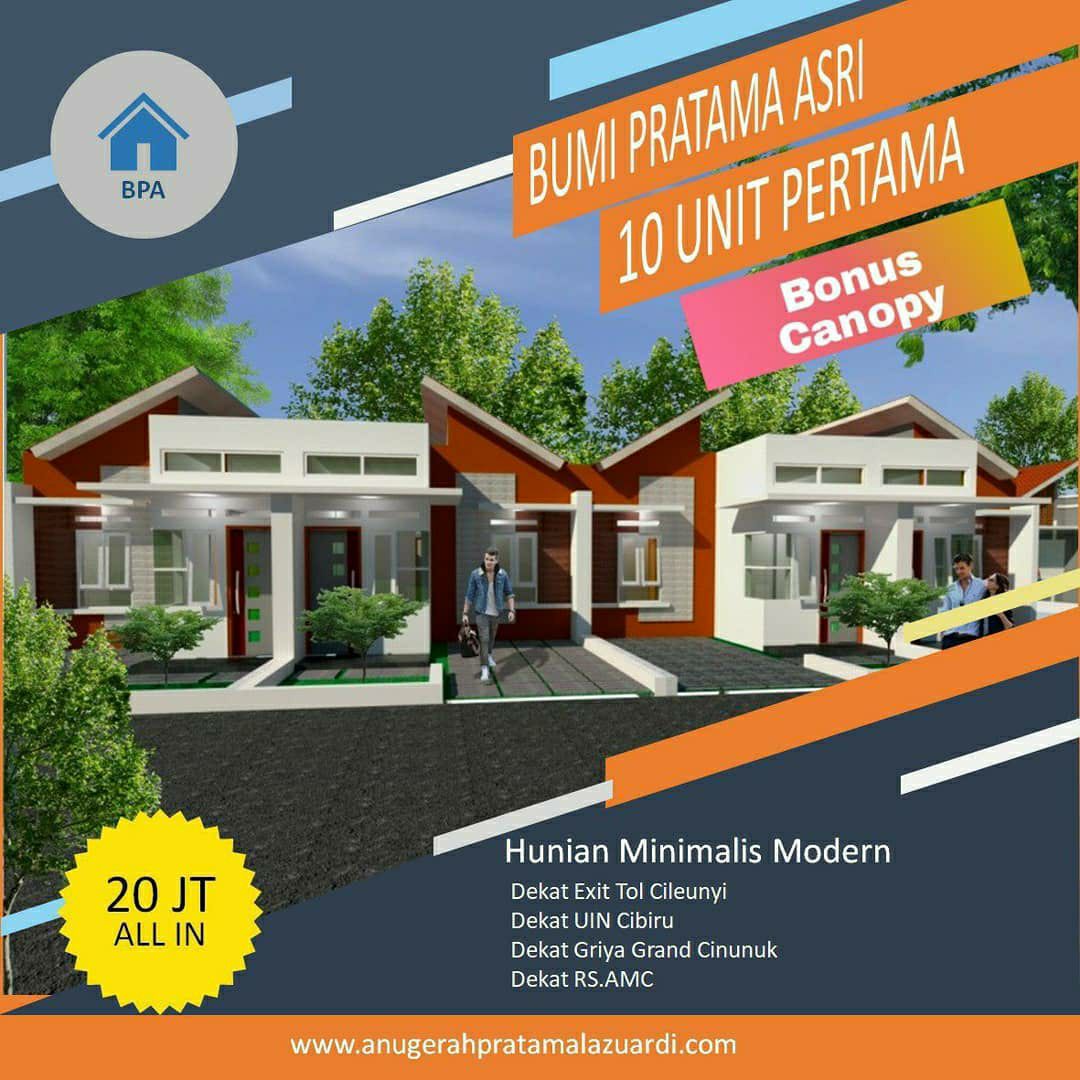 BPA
BUMI PRATAMA ASRI
10 UNIT PERTAMA
Bonus
Canopy
20 JT
ALL IN
Hunian Minimalis Modern
Dekat Exit Tol Cileunyi
Dekat UIN Cibiru
Dekat Griya Grand Cinunuk
Dekat RS.AMC
www.anugerahpratamalazuardi.com